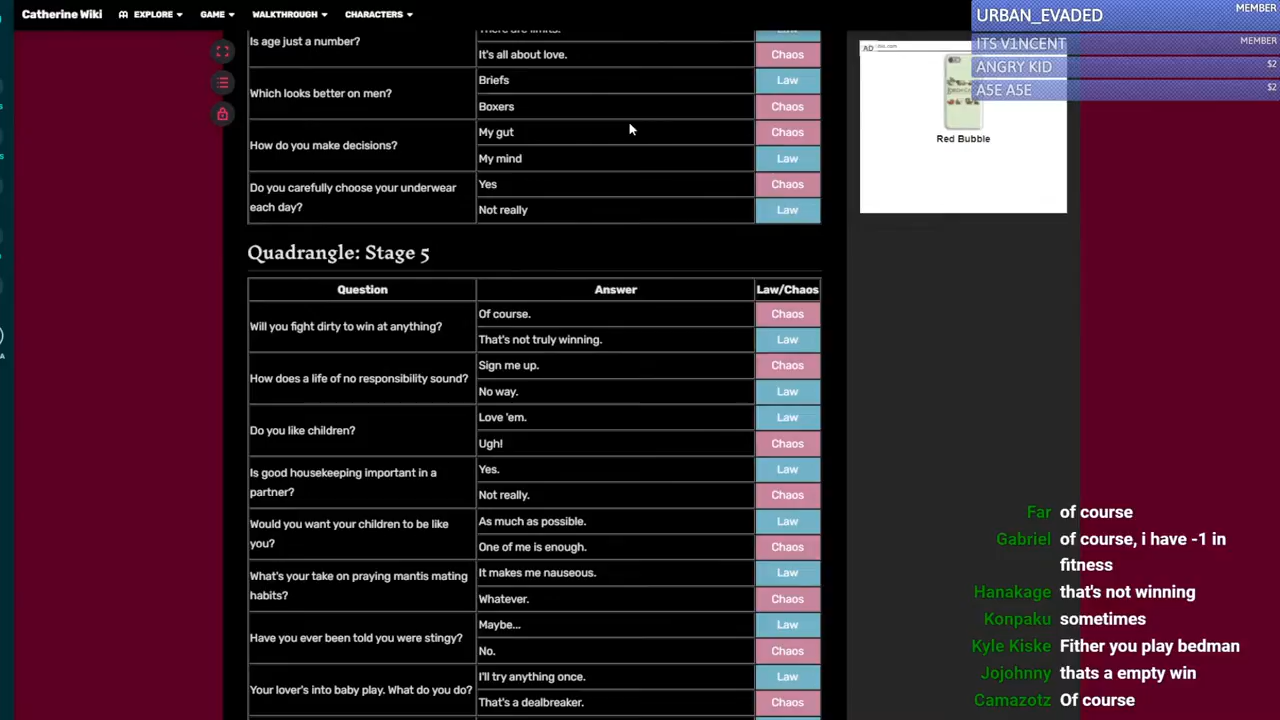 Catherine Wiki
EXPLORE
GAME
WALKTHROUGH
CHARACTERS
There are limits.
Law
Is age just a number?
It's all about love.
Chaos
Which looks better on men?
Briefs
Law
Boxers
Chaos
How do you make decisions?
My gut
Chaos
My mind
Law
Do you carefully choose your underwear
each day?
Yes
Chaos
Not really
Law
Quadrangle: Stage 5
Question
Answer
Law/Chaos
Will you fight dirty to win at anything?
Of course.
Chaos
That's not truly winning.
Law
How does a life of no responsibility sound?
Sign me up.
Chaos
No way.
Law
Do you like children?
Love 'em.
Law
Ugh!
Chaos
Is good housekeeping important in a
partner?
Yes.
Law
Not really.
Chaos
Would you want your children to be like
you?
As much as possible.
Law
One of me is enough.
Chaos
What's your take on praying mantis mating
habits?
It makes me nauseous.
Law
Whatever.
Chaos
Have you ever been told you were stingy?
Maybe...
Law
No.
Chaos
Your lover's into baby play. What do you do?
I'll try anything once.
Law
That's a dealbreaker.
Chaos
AD
Red Bubble
URBAN_EVADED
MEMBER
ITS V1NCENT
MEMBER
ANGRY KID
$2
A5E A5E
$2
Far of course
Gabriel of course, i have -1 in
fitness
Hanakage that's not winning
Konpaku sometimes
Kyle Kiske Fither you play bedman
Jojohnny thats a empty win
Camazotz Of course